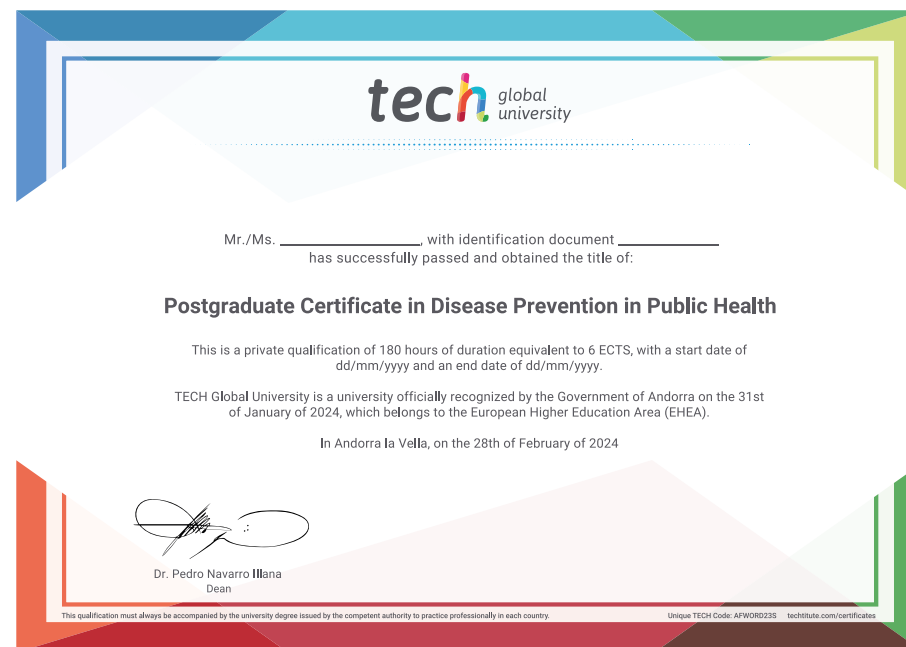 tech global university
Mr./Ms. ____________, with identification document ____________
has successfully passed and obtained the title of:
Postgraduate Certificate in Disease Prevention in Public Health
This is a private qualification of 180 hours of duration equivalent to 6 ECTS, with a start date of
dd/mm/yyyy and an end date of dd/mm/yyyy.
TECH Global University is a university officially recognized by the Government of Andorra on the 31st
of January of 2024, which belongs to the European Higher Education Area (EHEA).
In Andorra la Vella, on the 28th of February of 2024
Dr. Pedro Navarro Illana
Dean
This qualification must always be accompanied by the university degree issued by the competent authority to practice professionally in each country.
Unique TECH Code: AFWORD23S techtitute.com/certificates